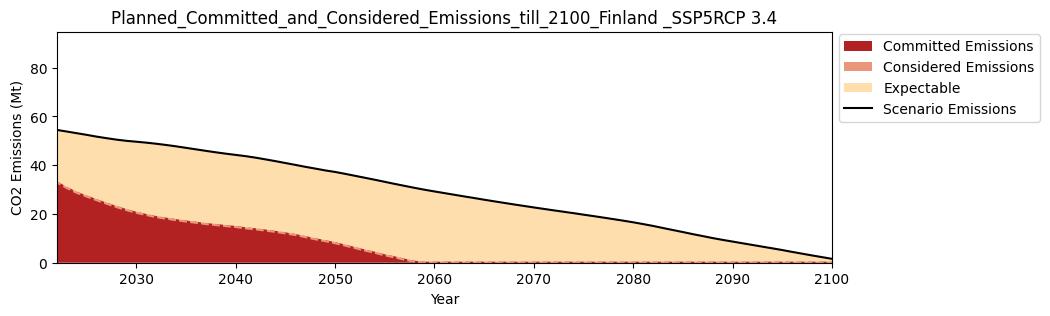 Planned_Committed_and_Considered_Emissions_till_2100_Finland _SSP5RCP 3.4
Committed Emissions
Considered Emissions
Expectable
Scenario Emissions
CO2 Emissions (Mt)
80
60
40
20
0
2030 2040 2050 2060 2070 2080 2090 2100
Year